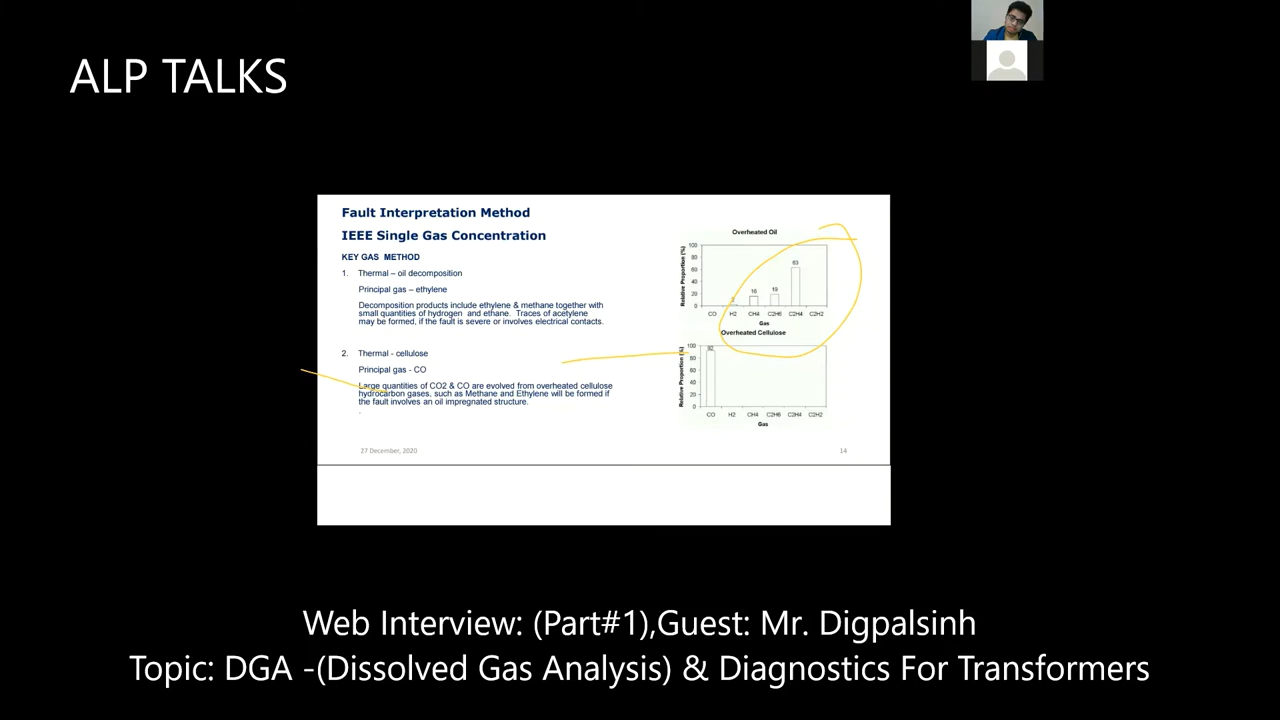 ALP TALKS
Fault Interpretation Method
IEEE Single Gas Concentration
KEY GAS METHOD
1. Thermal – oil decomposition
Principal gas – ethylene
Decomposition products include ethylene & methane together with
small quantities of hydrogen and ethane. Traces of acetylene
may be formed, if the fault is severe or involves electrical contacts.
2. Thermal - cellulose
Principal gas - CO
Large quantities of CO2 & CO are evolved from overheated cellulose
hydrocarbon gases, such as Methane and Ethylene will be formed if
the fault involves an oil impregnated structure.
27 December, 2020
Overheated Oil
Relative Proportion (%)
100
80
60
40
20
0
2
16
19
63
CO H2 CH4 C2H6 C2H4 C2H2
Gas
Overheated Cellulose
Relative Proportion (%)
100
80
60
40
20
0
92
CO H2 CH4 C2H6 C2H4 C2H2
Gas
14
Web Interview: (Part#1),Guest: Mr. Digpalsinh
Topic: DGA -(Dissolved Gas Analysis) & Diagnostics For Transformers